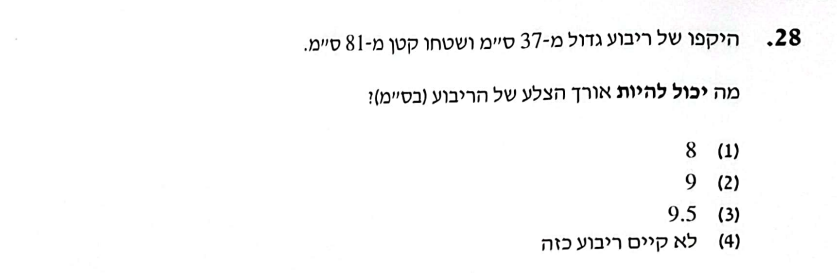 28. היקפו של ריבוע גדול מ-37 ס״מ ושטחו קטן מ-81 ס״מ.
מה יכול להיות אורך הצלע של הריבוע (בס״מ)?
(1) 8
(2) 9
(3) 9.5
(4) לא קיים ריבוע כזה